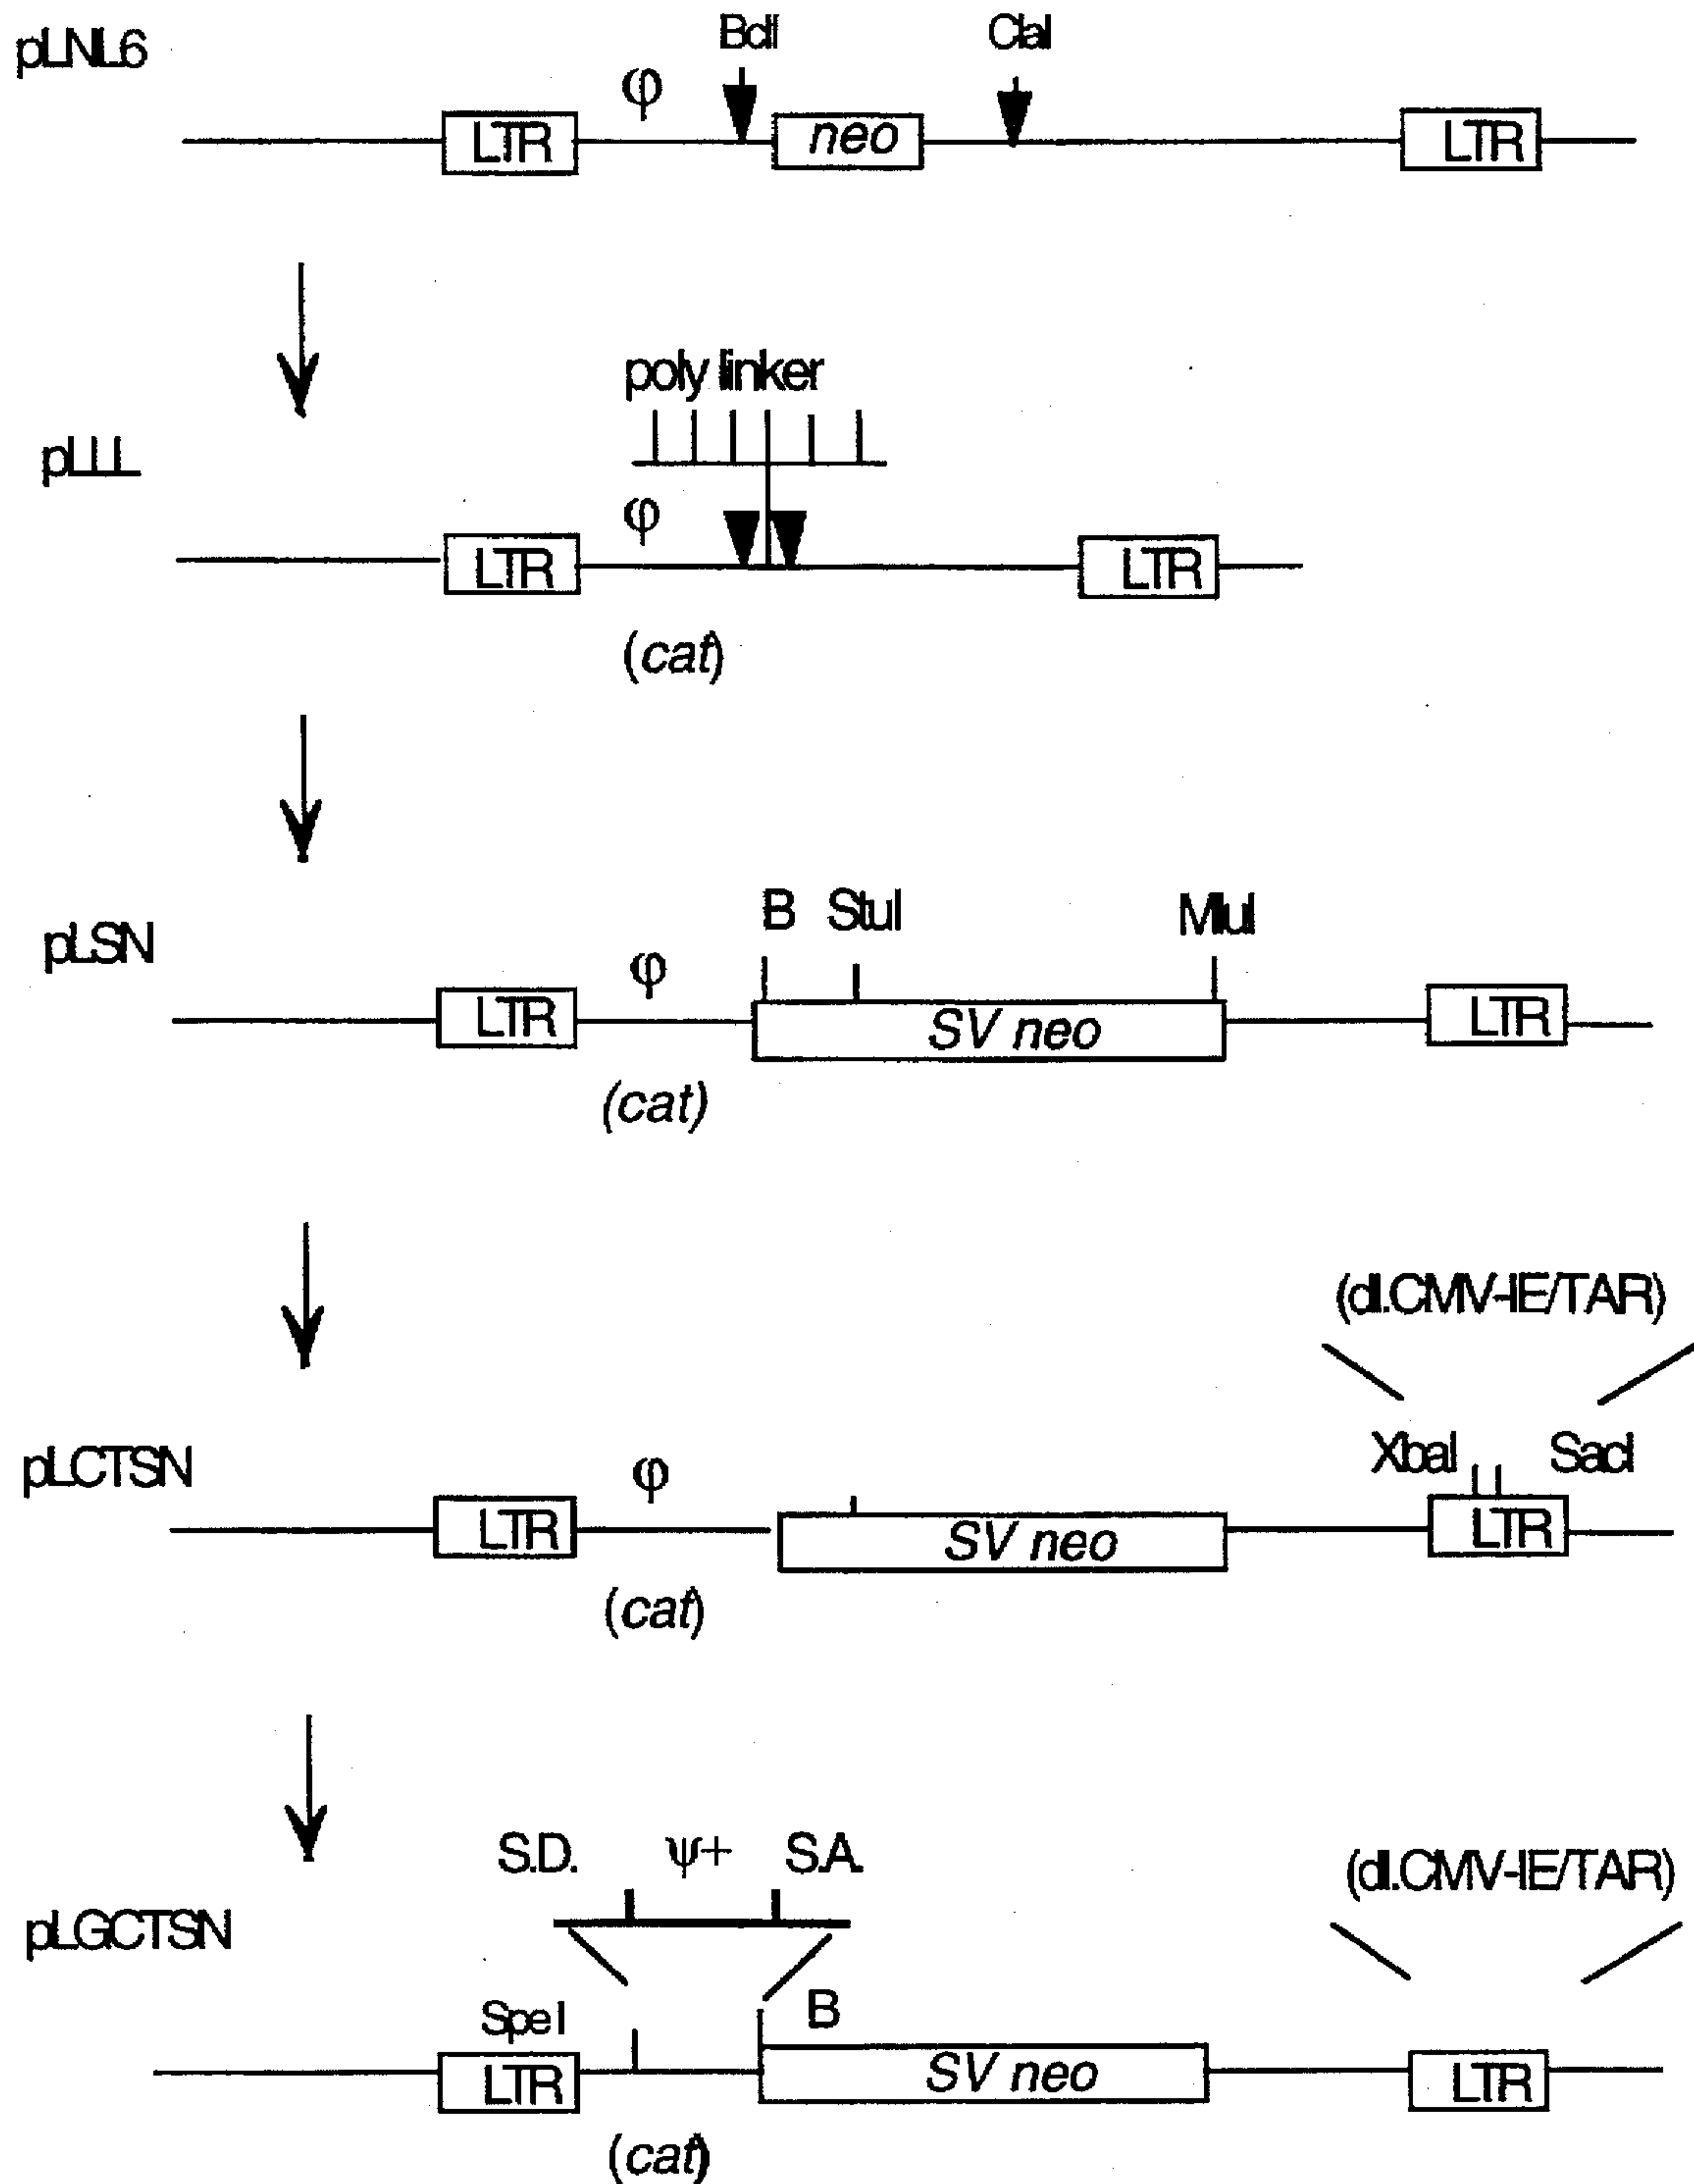 pLNL6
BclI ClaI
φ
LTR neo LTR
poly linker
pLLL
φ
LTR LTR
(cat)
B StuI MluI
pLSN
φ
LTR SV neo LTR
(cat)
(dl.CMV-IE/TAR)
pLCTSN
φ
XbaI SacI
LTR SV neo LTR
(cat)
S.D. ψ+ S.A.
(dl.CMV-IE/TAR)
pLGCTSN
SpeI B
LTR SV neo LTR
(cat)